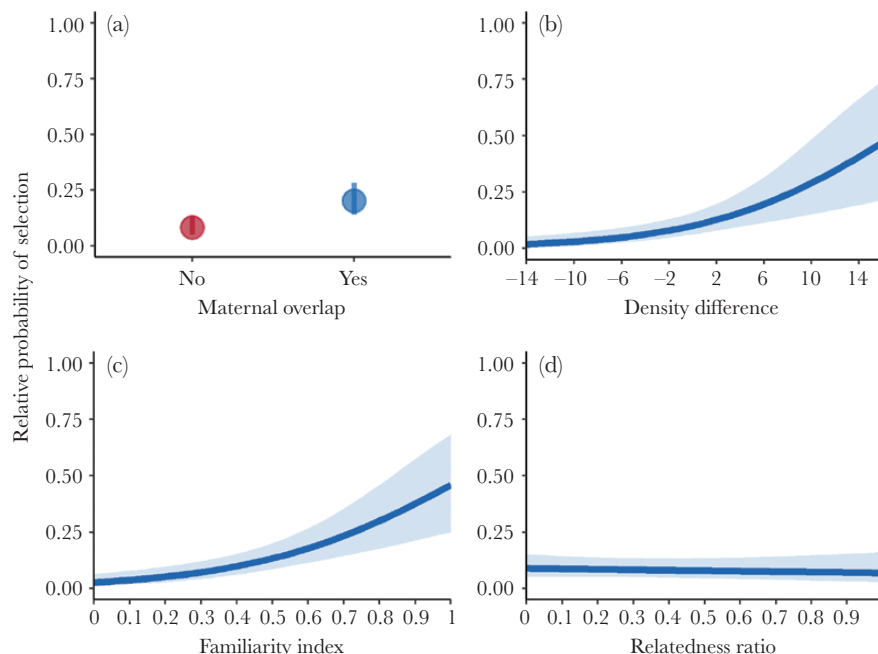 Relative probability of selection
(a)
1.00
0.75
0.50
0.25
0.00
No Yes
Maternal overlap
(b)
1.00
0.75
0.50
0.25
0.00
–14 –10 –6 –2 2 6 10 14
Density difference
(c)
1.00
0.75
0.50
0.25
0.00
0 0.1 0.2 0.3 0.4 0.5 0.6 0.7 0.8 0.9 1
Familiarity index
(d)
1.00
0.75
0.50
0.25
0.00
0 0.1 0.2 0.3 0.4 0.5 0.6 0.7 0.8 0.9
Relatedness ratio